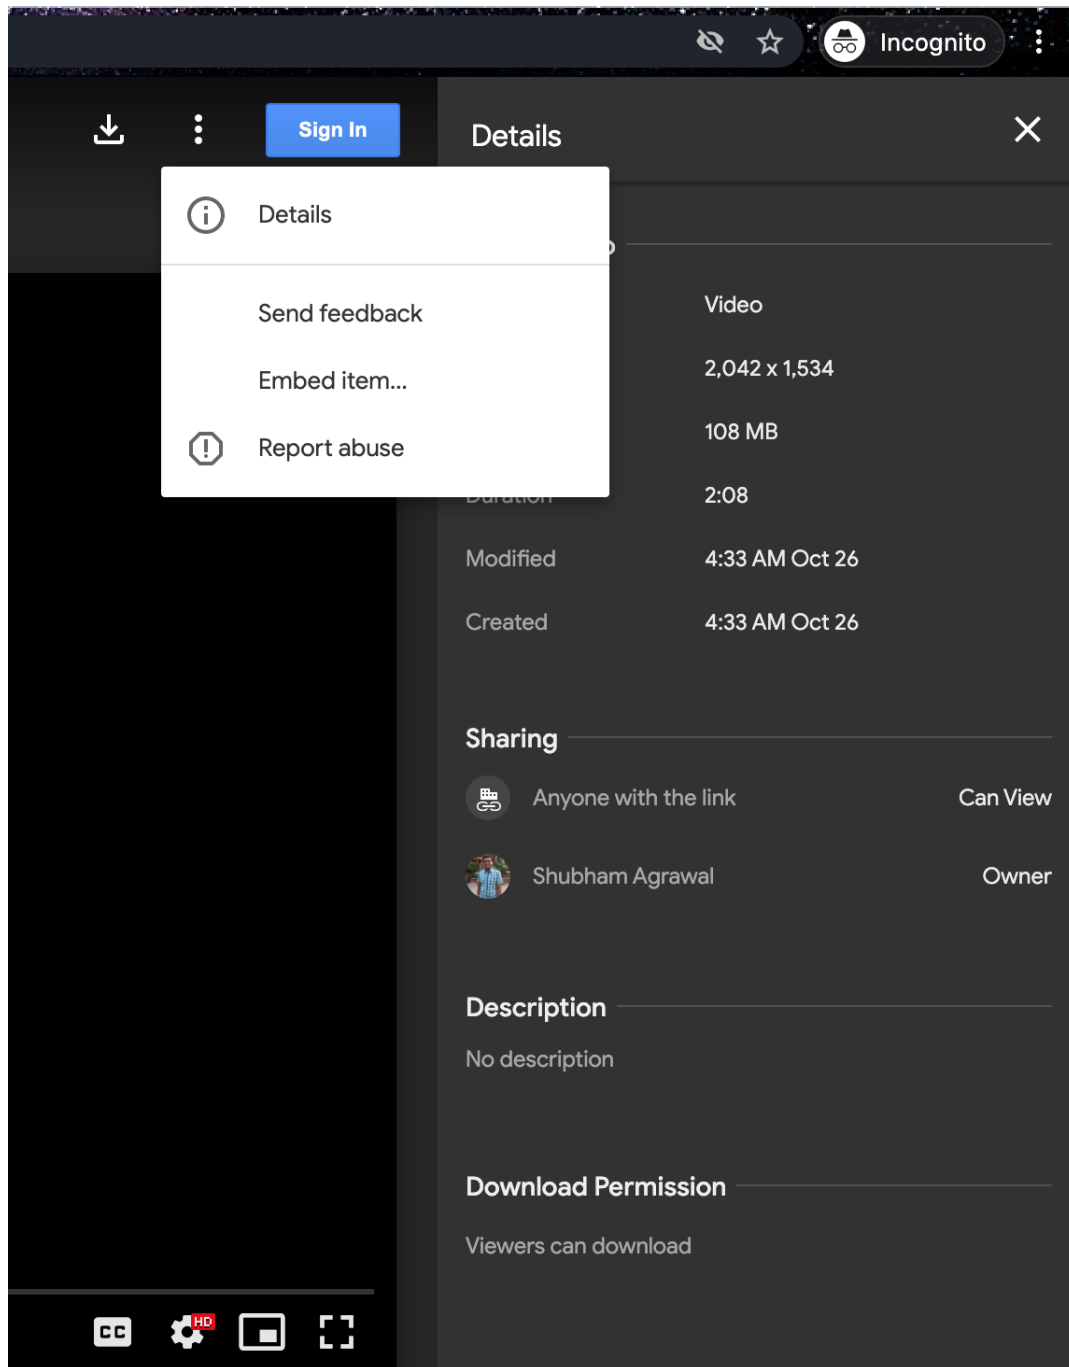 Incognito
Sign In
Details
Details
Send feedback
Embed item...
Report abuse
Video
2,042 x 1,534
108 MB
Duration 2:08
Modified 4:33 AM Oct 26
Created 4:33 AM Oct 26
Sharing
Anyone with the link Can View
Shubham Agrawal Owner
Description
No description
Download Permission
Viewers can download
CC
HD